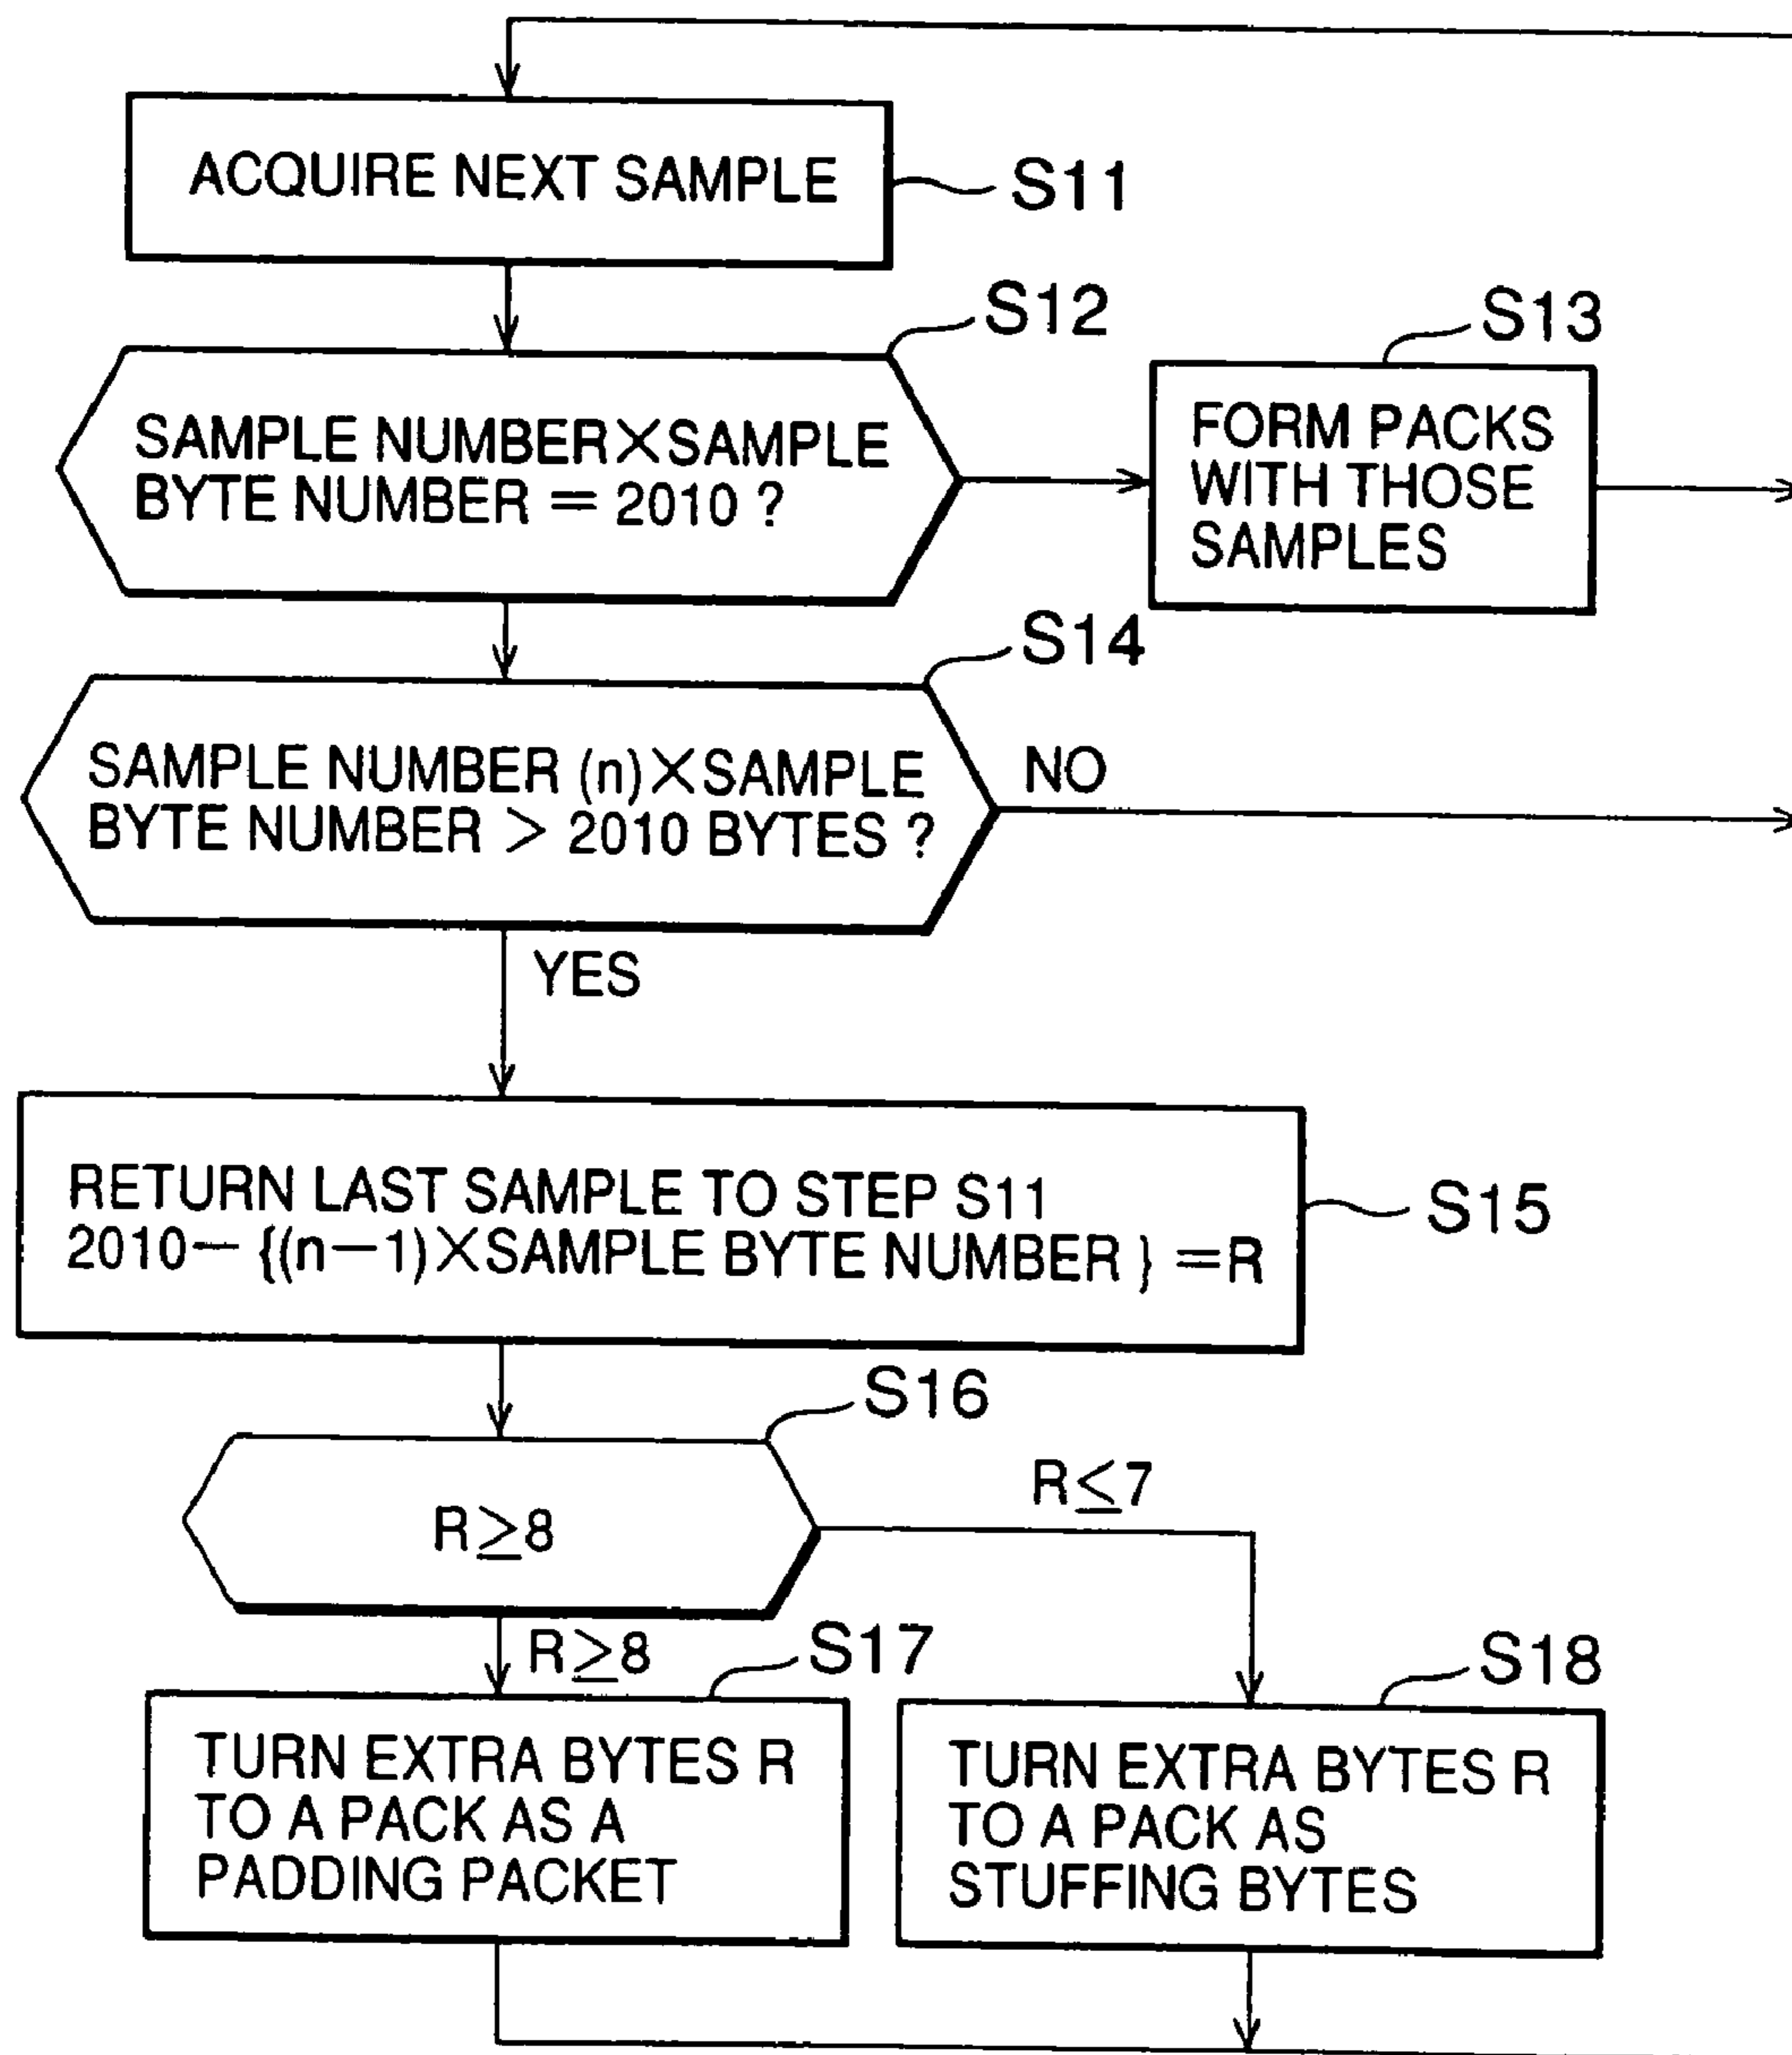 ACQUIRE NEXT SAMPLE
S11
S12
SAMPLE NUMBER×SAMPLE
BYTE NUMBER = 2010 ?
S13
FORM PACKS
WITH THOSE
SAMPLES
S14
SAMPLE NUMBER (n)×SAMPLE
BYTE NUMBER > 2010 BYTES ?
NO
YES
RETURN LAST SAMPLE TO STEP S11
2010− {(n−1)×SAMPLE BYTE NUMBER } =R
S15
S16
R≥8
R≤7
R≥8
S17
TURN EXTRA BYTES R
TO A PACK AS A
PADDING PACKET
S18
TURN EXTRA BYTES R
TO A PACK AS
STUFFING BYTES